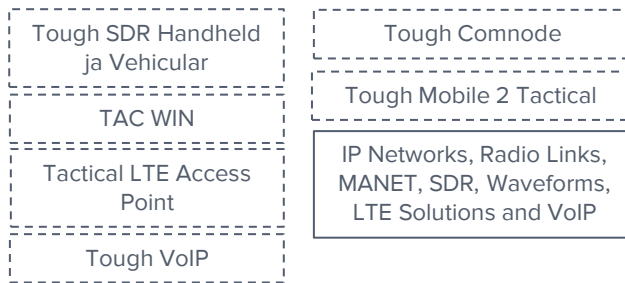 Tough SDR Handheld
ja Vehicular
TAC WIN
Tactical LTE Access
Point
Tough VoIP
Tough Comnode
Tough Mobile 2 Tactical
IP Networks, Radio Links,
MANET, SDR, Waveforms,
LTE Solutions and VoIP